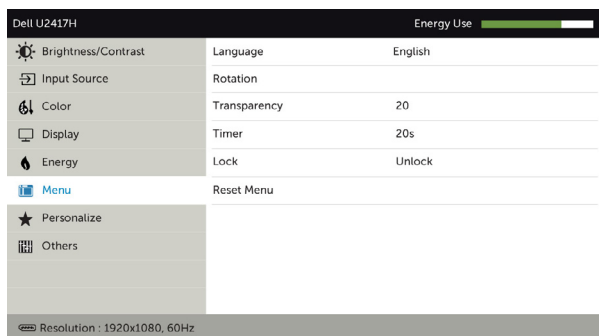 Dell U2417H Energy Use
Brightness/Contrast Language English
Input Source Rotation
Color Transparency 20
Display Timer 20s
Energy Lock Unlock
Menu Reset Menu
Personalize
Others
Resolution : 1920x1080, 60Hz